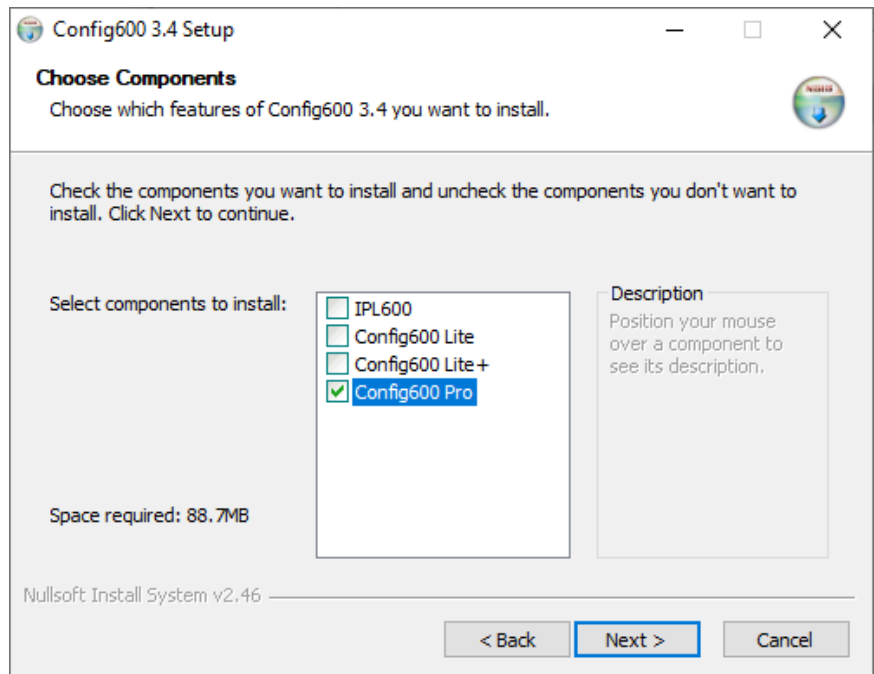 Config600 3.4 Setup
Choose Components
Choose which features of Config600 3.4 you want to install.
Check the components you want to install and uncheck the components you don't want to
install. Click Next to continue.
Select components to install:
IPL600
Config600 Lite
Config600 Lite+
Config600 Pro
Description
Position your mouse
over a component to
see its description.
Space required: 88.7MB
Nullsoft Install System v2.46
< Back
Next >
Cancel